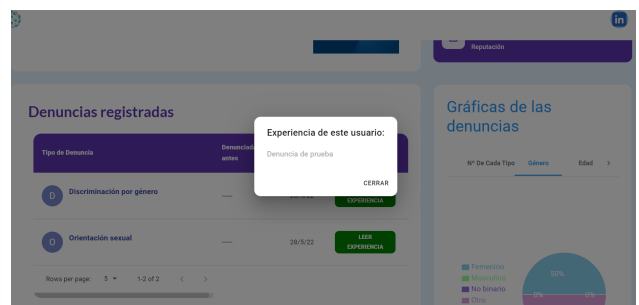 in
Reputación
Denuncias registradas
Tipo de Denuncia
Denunciada
antes
D
Discriminación por género
----
EXPERIENCIA
O
Orientación sexual
----
28/5/22
LEER
EXPERIENCIA
Rows per page:
5
1-2 of 2
Experiencia de este usuario:
Denuncia de prueba
CERRAR
Gráficas de las
denuncias
Nº De Cada Tipo
Género
Edad
Femenino
Masculino
No binario
Otro
50%
0%
0%